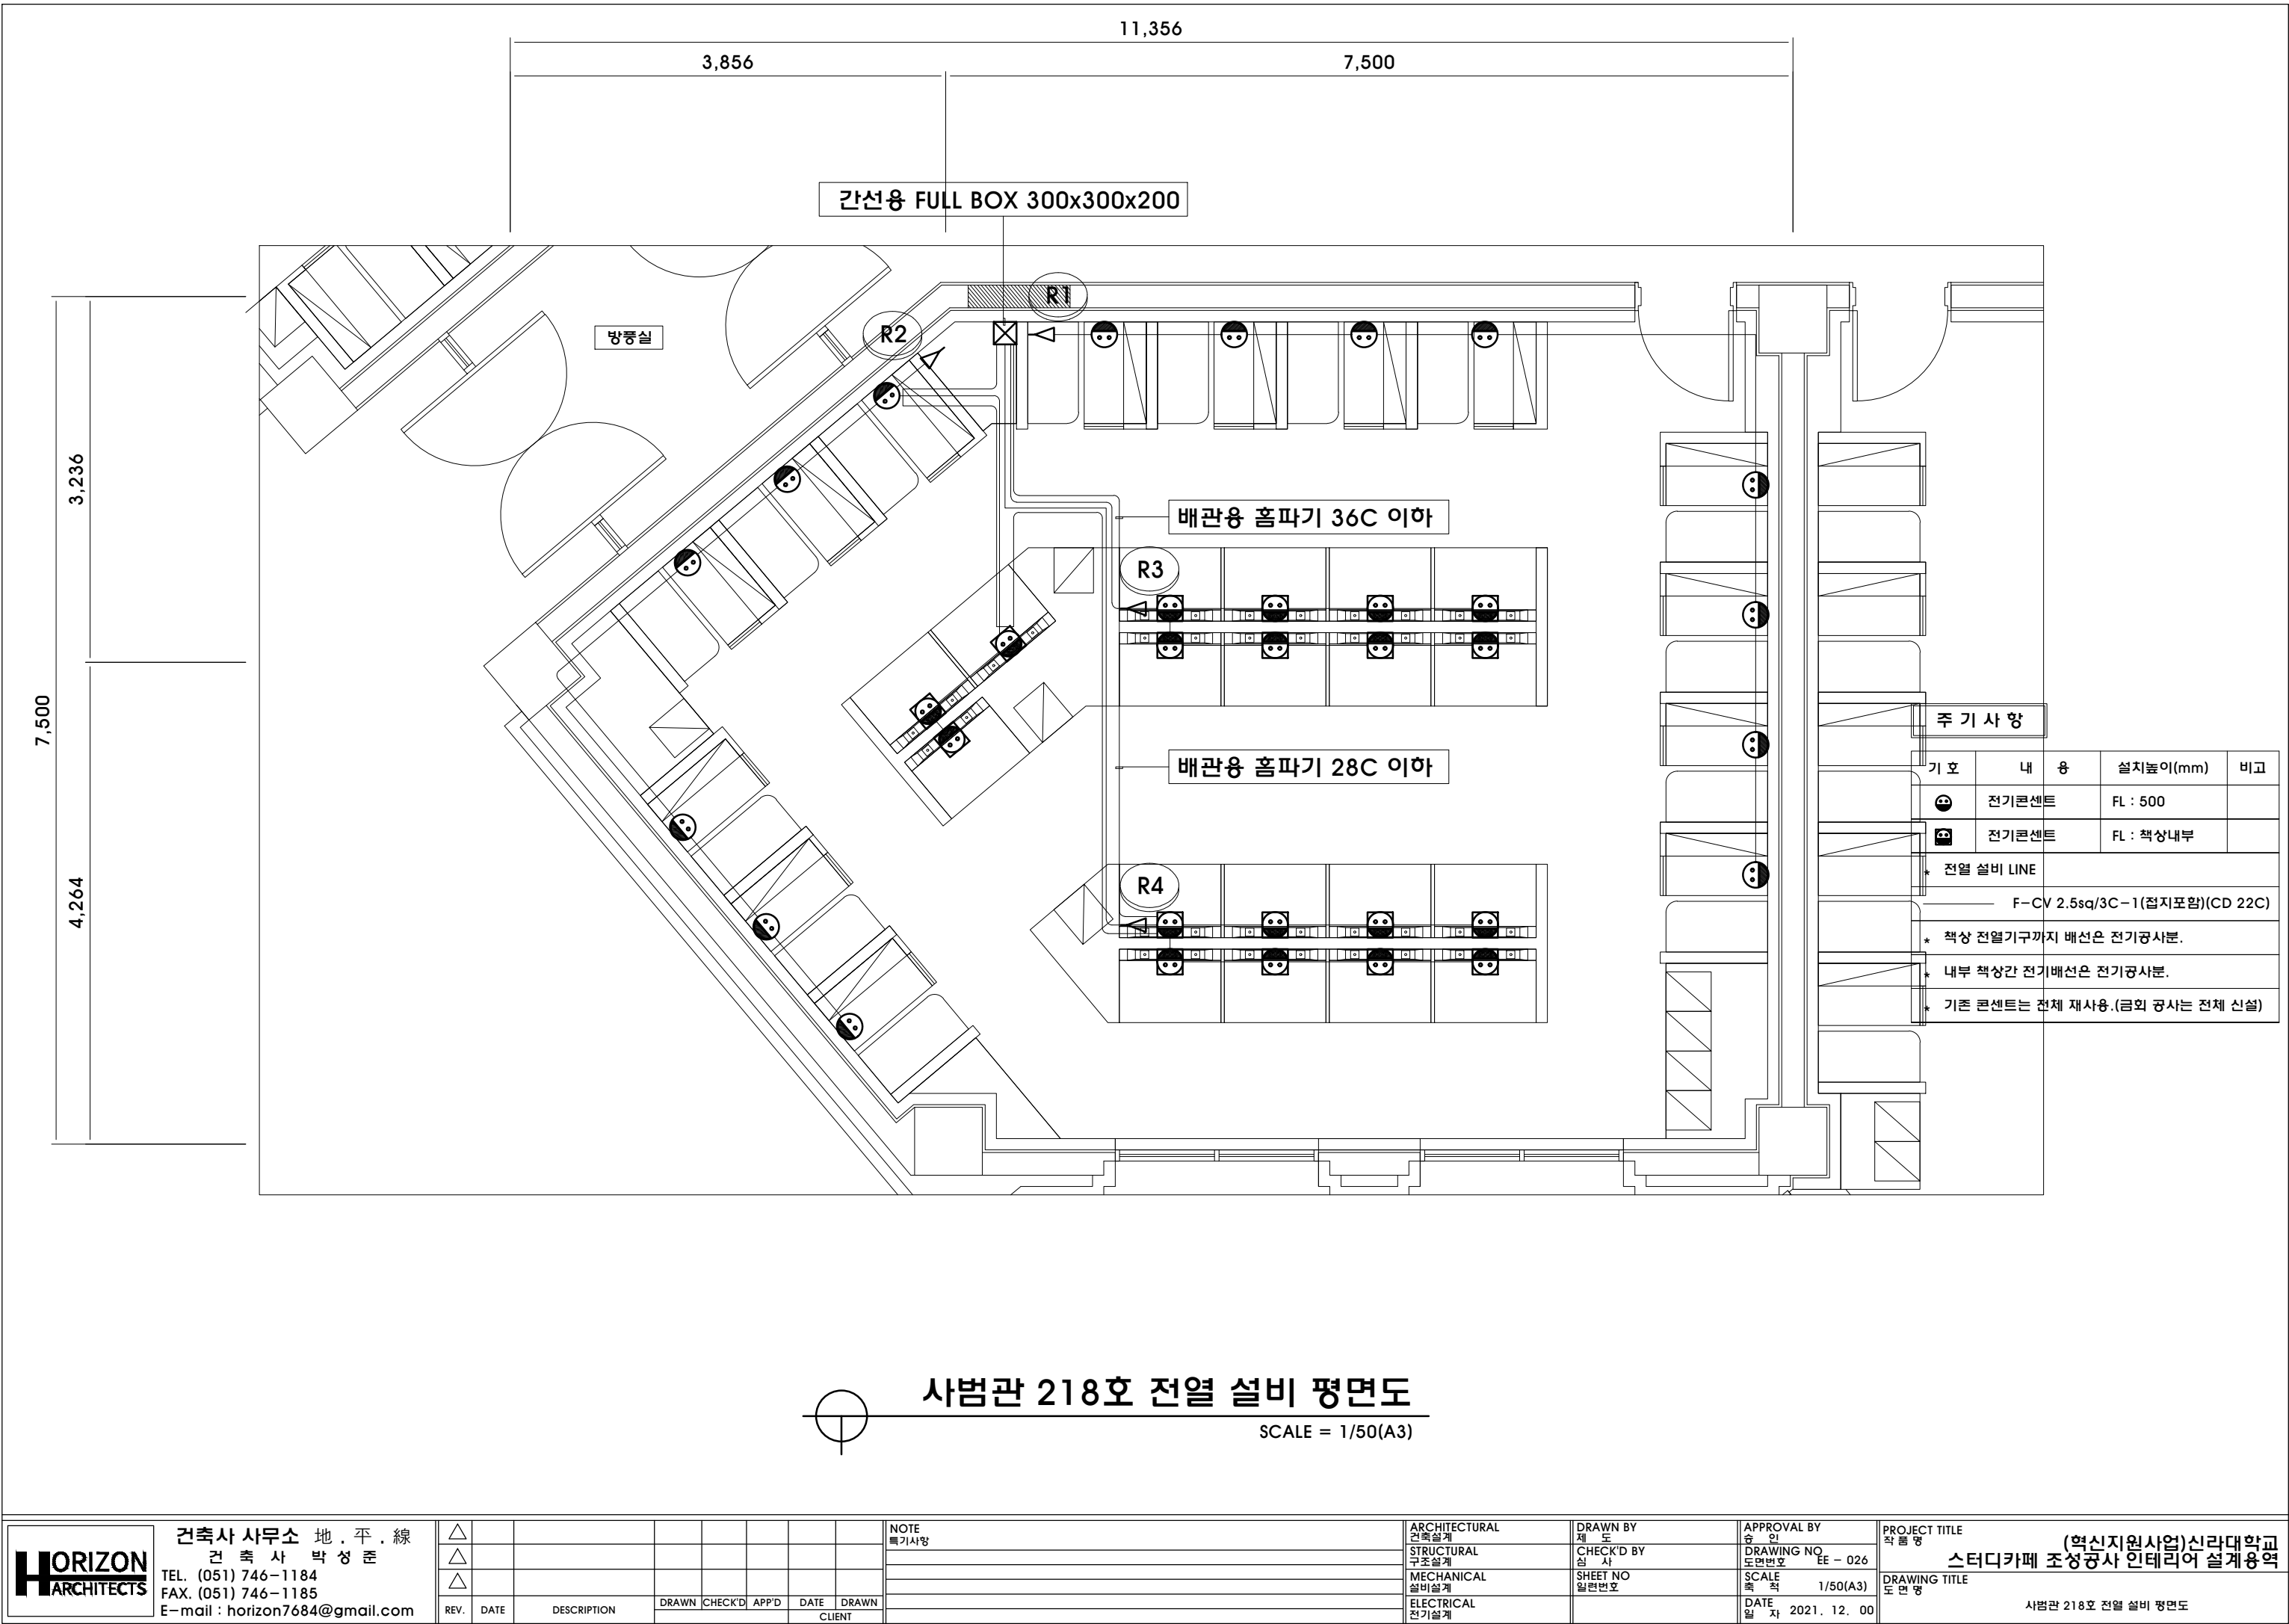 11,356
3,856
7,500
간선용 FULL BOX 300x300x200
R1
R2
방풍실
3,236
7,500
4,264
배관용 홈파기 36C 이하
R3
배관용 홈파기 28C 이하
R4
주 기 사 항
기 호 내 용 설치높이(mm) 비고
전기콘센트 FL : 500
전기콘센트 FL : 책상내부
* 전열 설비 LINE
F-CV 2.5sq/3C-1(접지포함)(CD 22C)
* 책상 전열기구까지 배선은 전기공사분.
* 내부 책상간 전기배선은 전기공사분.
* 기존 콘센트는 전체 재사용.(금회 공사는 전체 신설)
사범관 218호 전열 설비 평면도
SCALE = 1/50(A3)
HORIZON
ARCHITECTS
건축사 사무소 地 . 平 . 線
건 축 사 박 성 준
TEL. (051) 746-1184
FAX. (051) 746-1185
E-mail : horizon7684@gmail.com
REV. DATE DESCRIPTION DRAWN CHECK'D APP'D DATE DRAWN
CLIENT
NOTE
특기사항
ARCHITECTURAL
건축설계
STRUCTURAL
구조설계
MECHANICAL
설비설계
ELECTRICAL
전기설계
DRAWN BY
제 도
CHECK'D BY
심 사
SHEET NO
일련번호
APPROVAL BY
승 인
DRAWING NO
도면번호 EE - 026
SCALE
축 척 1/50(A3)
DATE
일 자 2021. 12. 00
PROJECT TITLE
작 품 명
(혁신지원사업)신라대학교
스터디카페 조성공사 인테리어 설계용역
DRAWING TITLE
도 면 명
사범관 218호 전열 설비 평면도